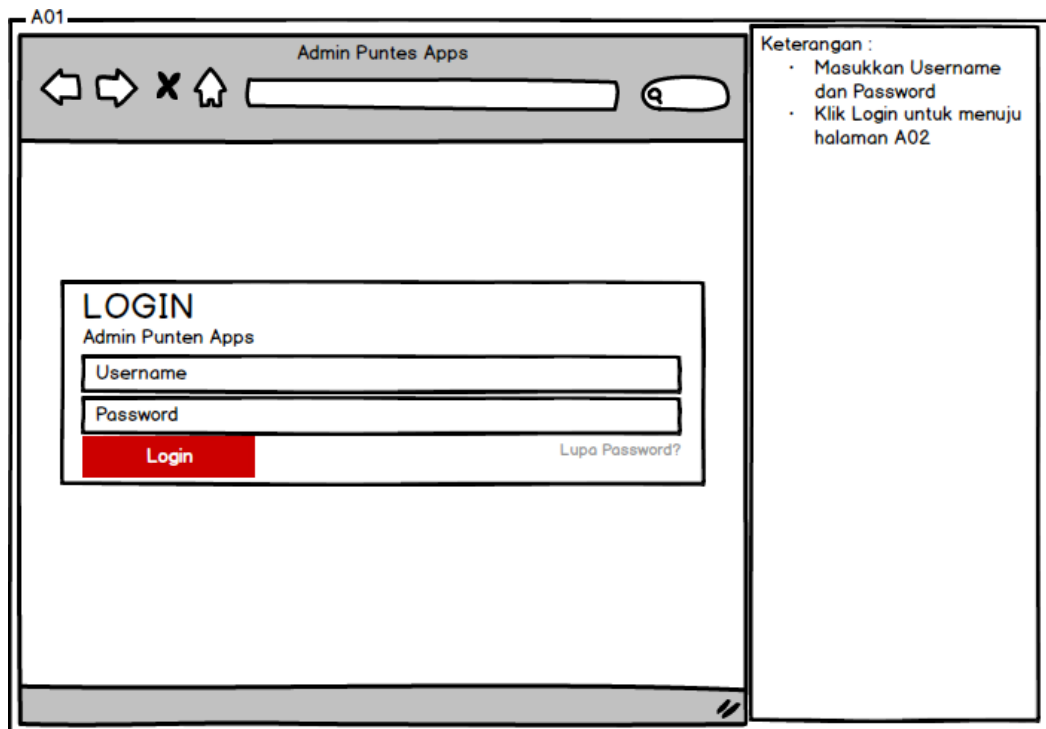 A01
Admin Puntes Apps
LOGIN
Admin Punten Apps
Username
Password
Login
Lupa Password?
Keterangan :
· Masukkan Username
dan Password
· Klik Login untuk menuju
halaman A02